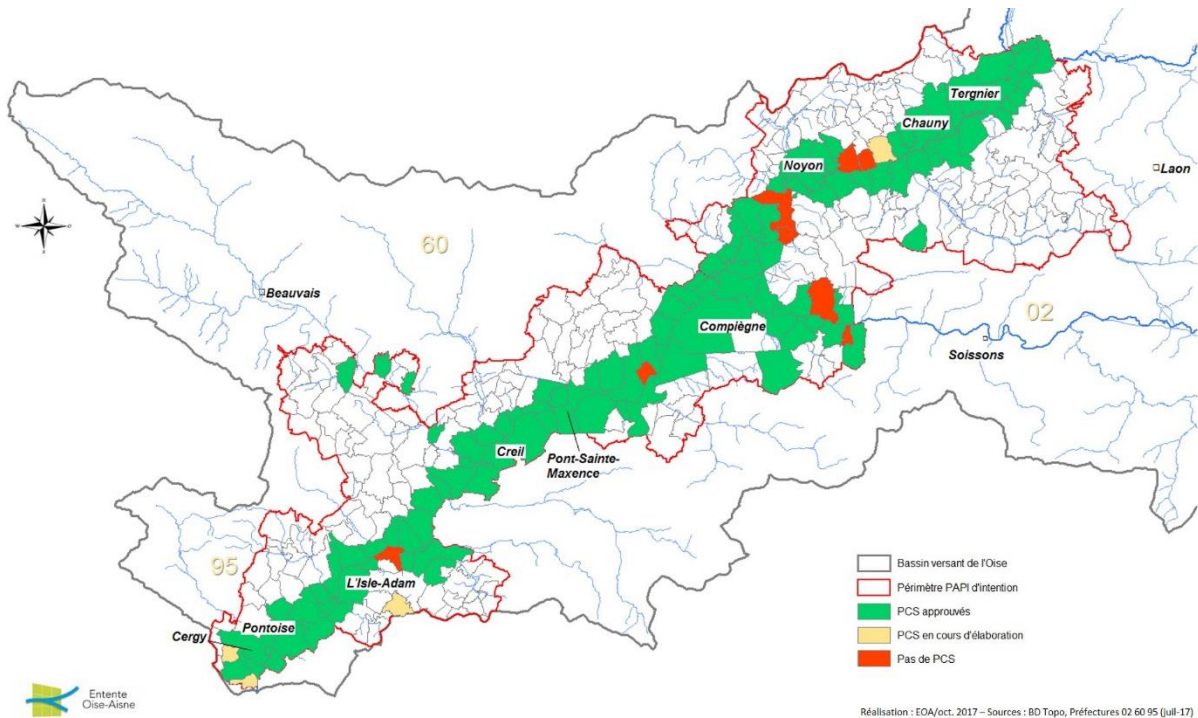 Tergnier
Chauny
Noyon
Laon
60
Beauvais
02
Compiègne
Soissons
Creil
Pont-Sainte-
Maxence
95
L'Isle-Adam
Pontoise
Cergy
Bassin versant de l'Oise
Périmètre PAPI d'intention
PCS approuvés
PCS en cours d'élaboration
Pas de PCS
Entente
Oise-Aisne
Réalisation : EOA/oct. 2017 – Sources : BD Topo, Préfectures 02 60 95 (juil-17)